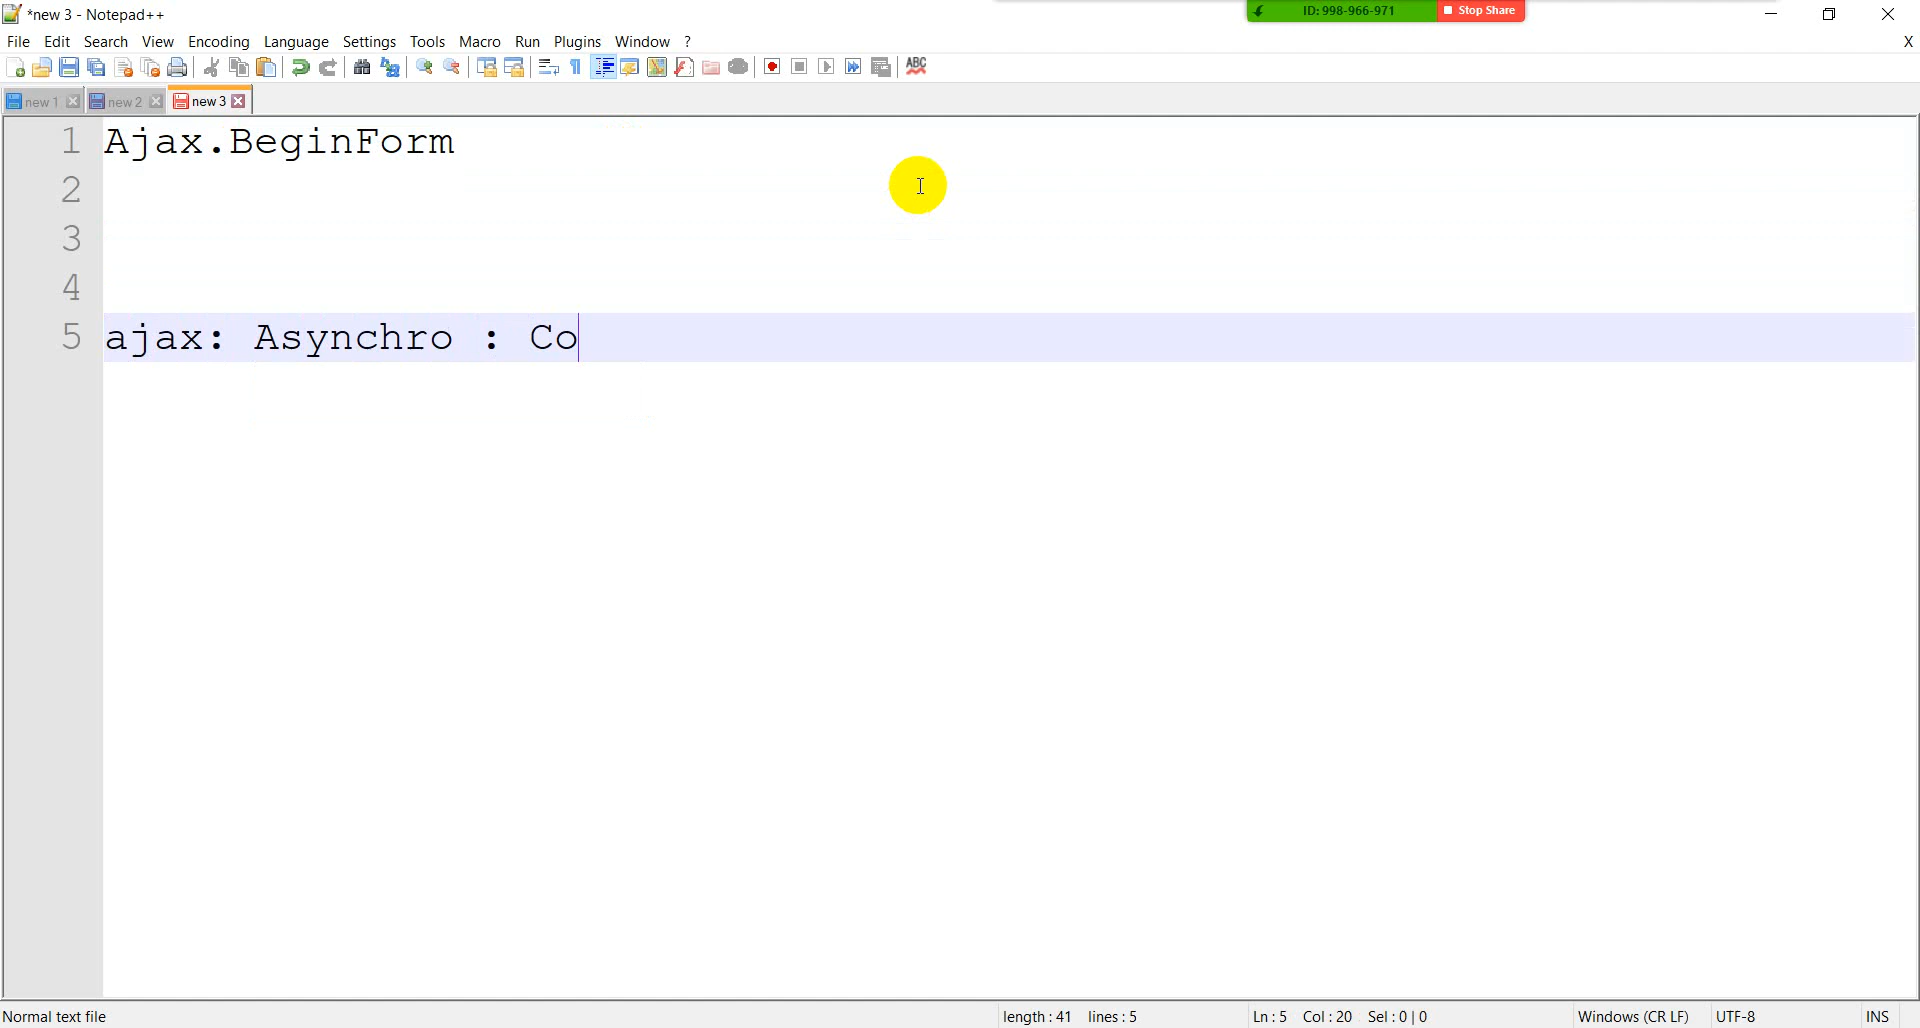 *new 3 - Notepad++
ID: 998-966-971 Stop Share
File Edit Search View Encoding Language Settings Tools Macro Run Plugins Window ? X
ABC
new 1 new 2 new 3
1 Ajax.BeginForm
2
3
4
5 ajax: Asynchro : Co
Normal text file length : 41 lines : 5 Ln : 5 Col : 20 Sel : 0 | 0 Windows (CR LF) UTF-8 INS